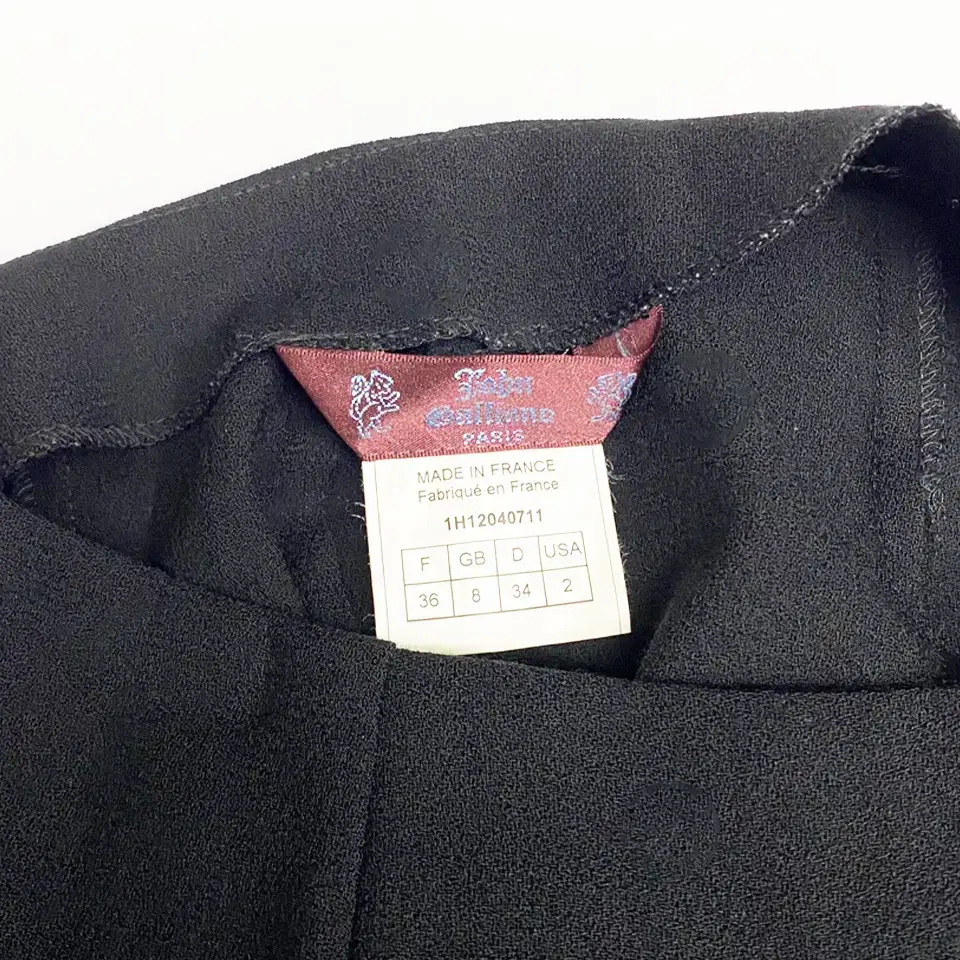 John
Galliano
PARIS
MADE IN FRANCE
Fabriqué en France
1H12040711
F GB D USA
36 8 34 2